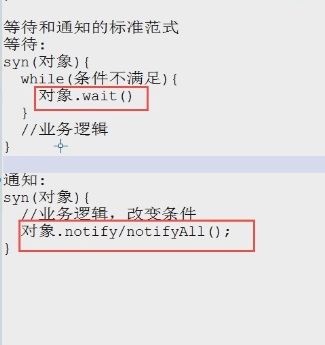 等待和通知的标准范式
等待:
syn(对象){
while(条件不满足){
对象.wait()
}
//业务逻辑
}
通知:
syn(对象){
//业务逻辑，改变条件
对象.notify/notifyAll();
}